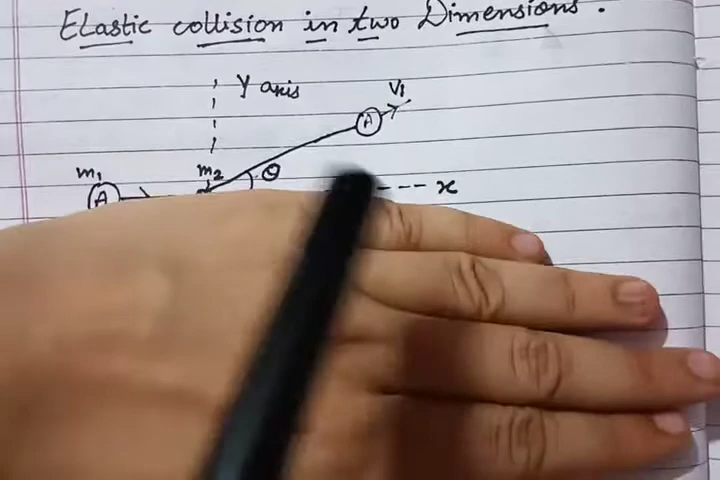 Elastic collision in two Dimensions.
Y axis
V1
A
m1
m2
θ
A
x